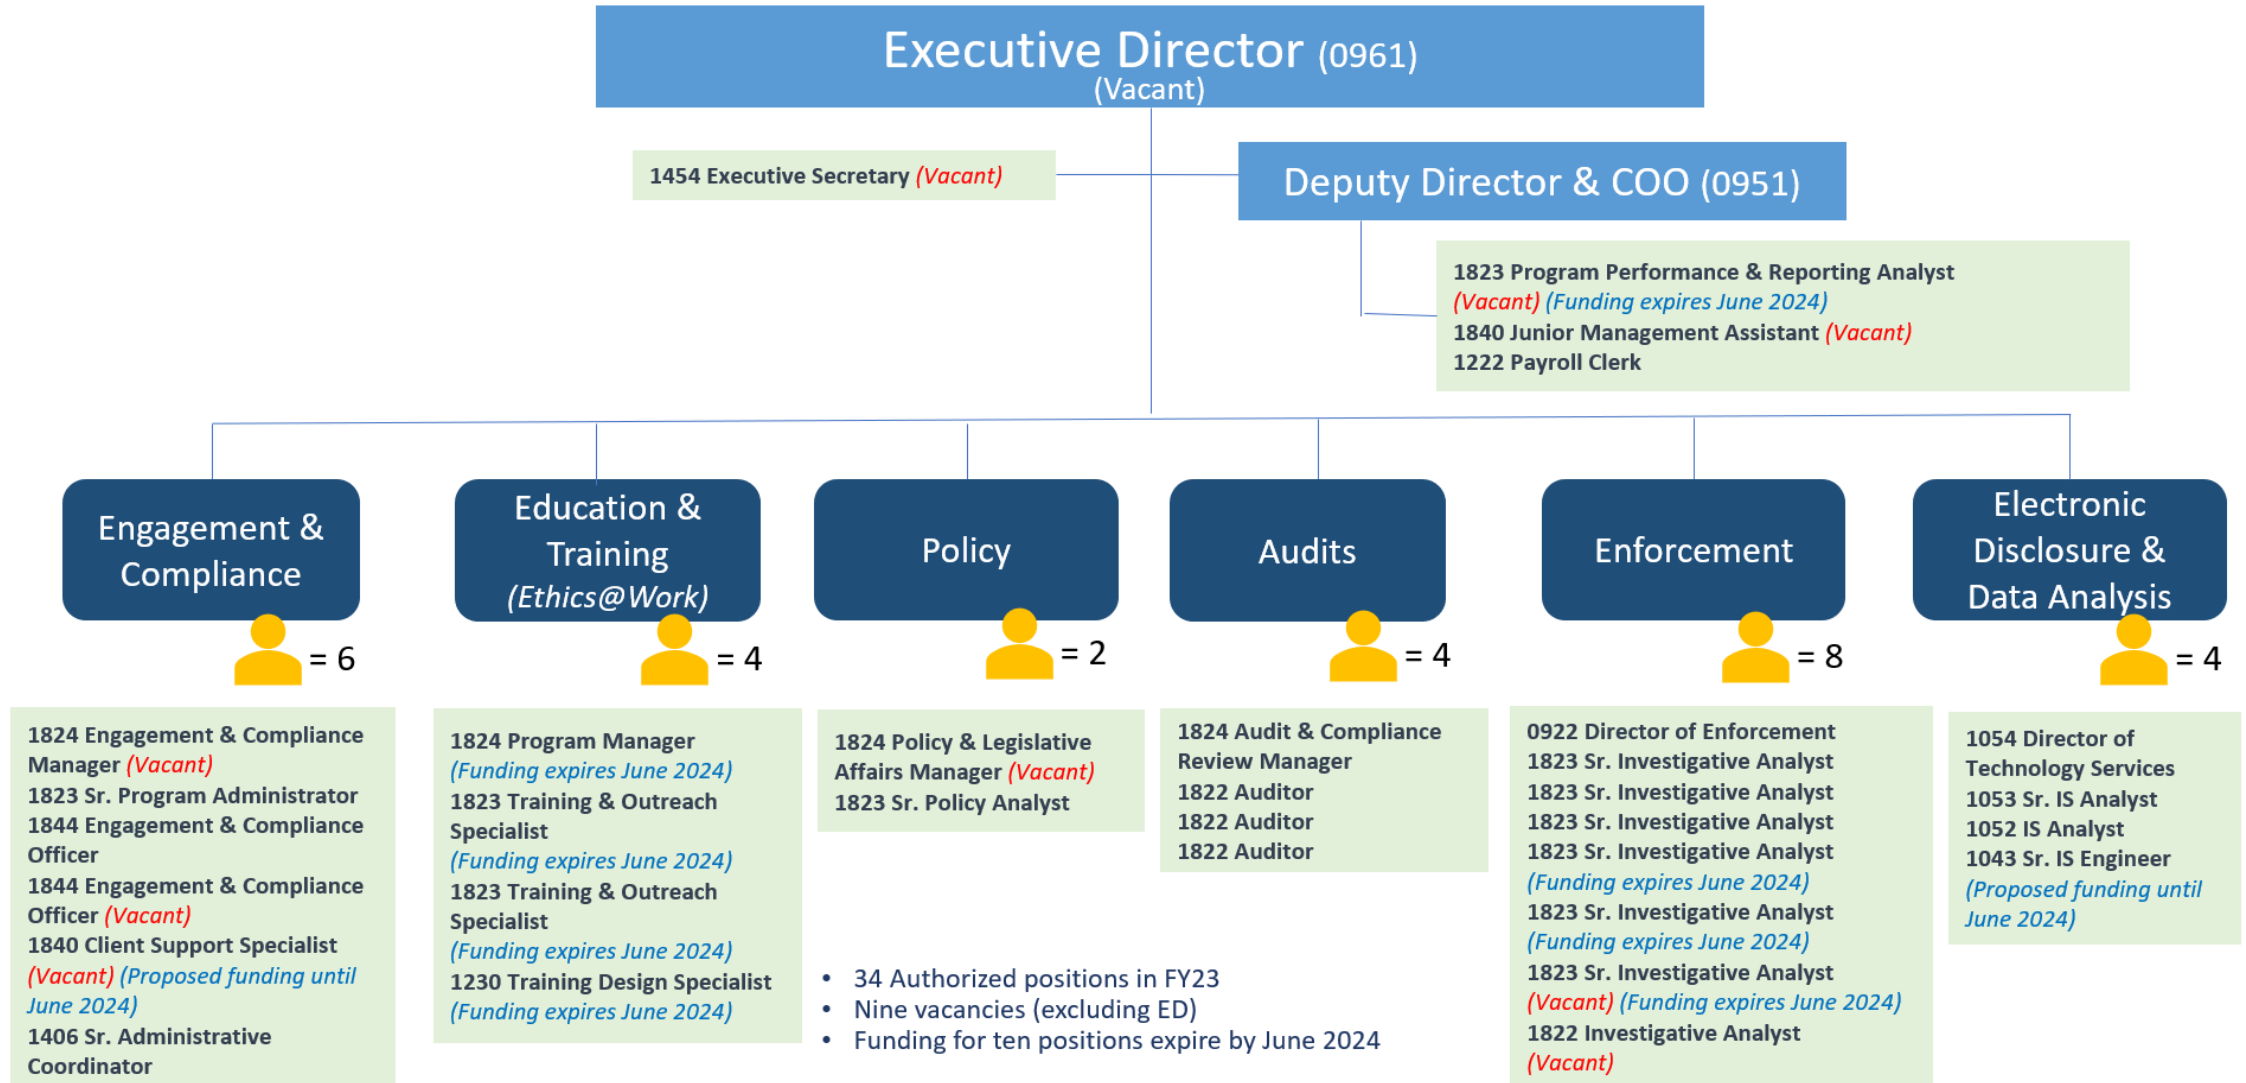 Executive Director (0961)
(Vacant)
1454 Executive Secretary (Vacant)
Deputy Director & COO (0951)
1823 Program Performance & Reporting Analyst
(Vacant) (Funding expires June 2024)
1840 Junior Management Assistant (Vacant)
1222 Payroll Clerk
Engagement &
Compliance
= 6
1824 Engagement & Compliance
Manager (Vacant)
1823 Sr. Program Administrator
1844 Engagement & Compliance
Officer
1844 Engagement & Compliance
Officer (Vacant)
1840 Client Support Specialist
(Vacant) (Proposed funding until
June 2024)
1406 Sr. Administrative
Coordinator
Education &
Training
(Ethics@Work)
= 4
1824 Program Manager
(Funding expires June 2024)
1823 Training & Outreach
Specialist
(Funding expires June 2024)
1823 Training & Outreach
Specialist
(Funding expires June 2024)
1230 Training Design Specialist
(Funding expires June 2024)
Policy
= 2
1824 Policy & Legislative
Affairs Manager (Vacant)
1823 Sr. Policy Analyst
Audits
= 4
1824 Audit & Compliance
Review Manager
1822 Auditor
1822 Auditor
1822 Auditor
Enforcement
= 8
0922 Director of Enforcement
1823 Sr. Investigative Analyst
1823 Sr. Investigative Analyst
1823 Sr. Investigative Analyst
1823 Sr. Investigative Analyst
(Funding expires June 2024)
1823 Sr. Investigative Analyst
(Funding expires June 2024)
1823 Sr. Investigative Analyst
(Vacant) (Funding expires June 2024)
1822 Investigative Analyst
(Vacant)
Electronic
Disclosure &
Data Analysis
= 4
1054 Director of
Technology Services
1053 Sr. IS Analyst
1052 IS Analyst
1043 Sr. IS Engineer
(Proposed funding until
June 2024)
• 34 Authorized positions in FY23
• Nine vacancies (excluding ED)
• Funding for ten positions expire by June 2024